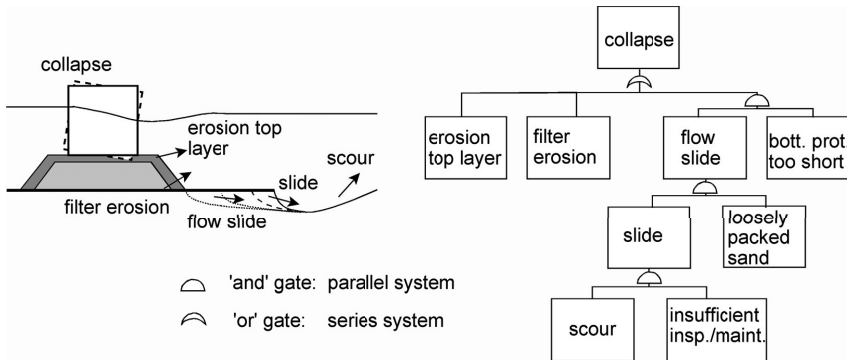 collapse
erosion top
layer
scour
slide
filter erosion
flow slide
'and' gate: parallel system
'or' gate: series system
collapse
erosion
top layer
filter
erosion
flow
slide
bott. prot.
too short
slide
loosely
packed
sand
scour
insufficient
insp./maint.